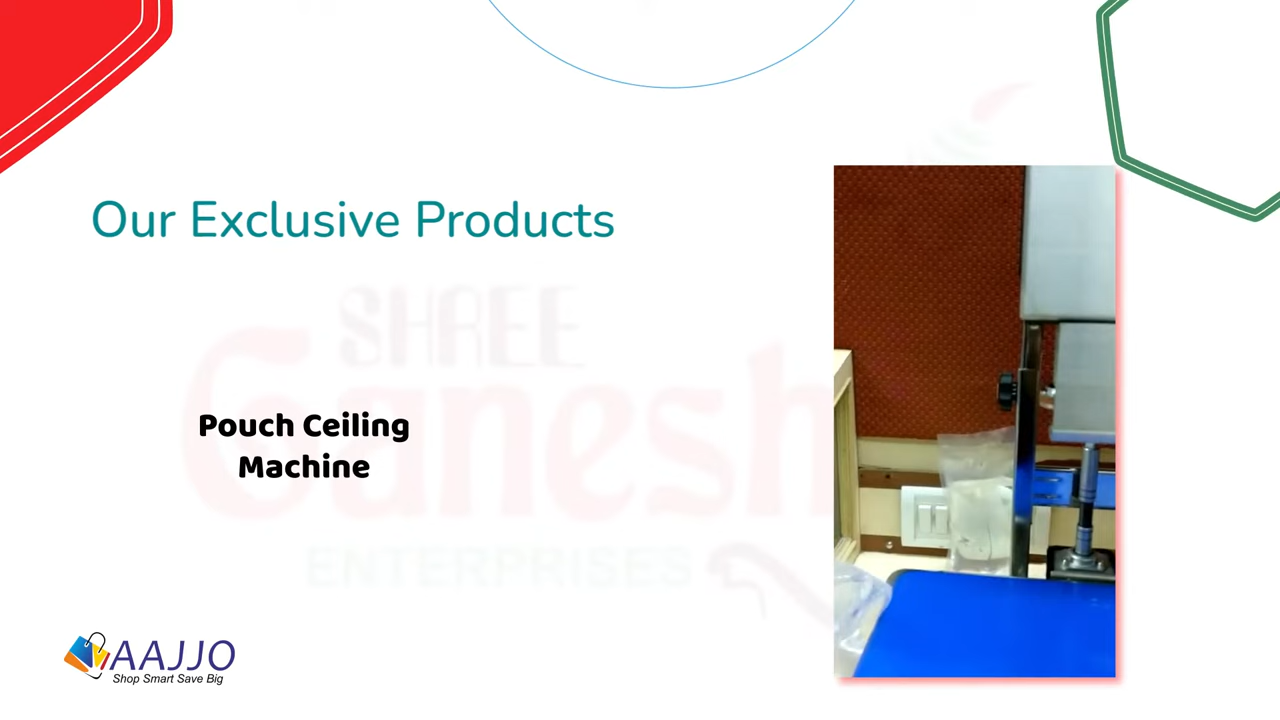 Our Exclusive Products
SHREE
Ganesh
ENTERPRISES
Pouch Ceiling
Machine
AAJJO
Shop Smart Save Big